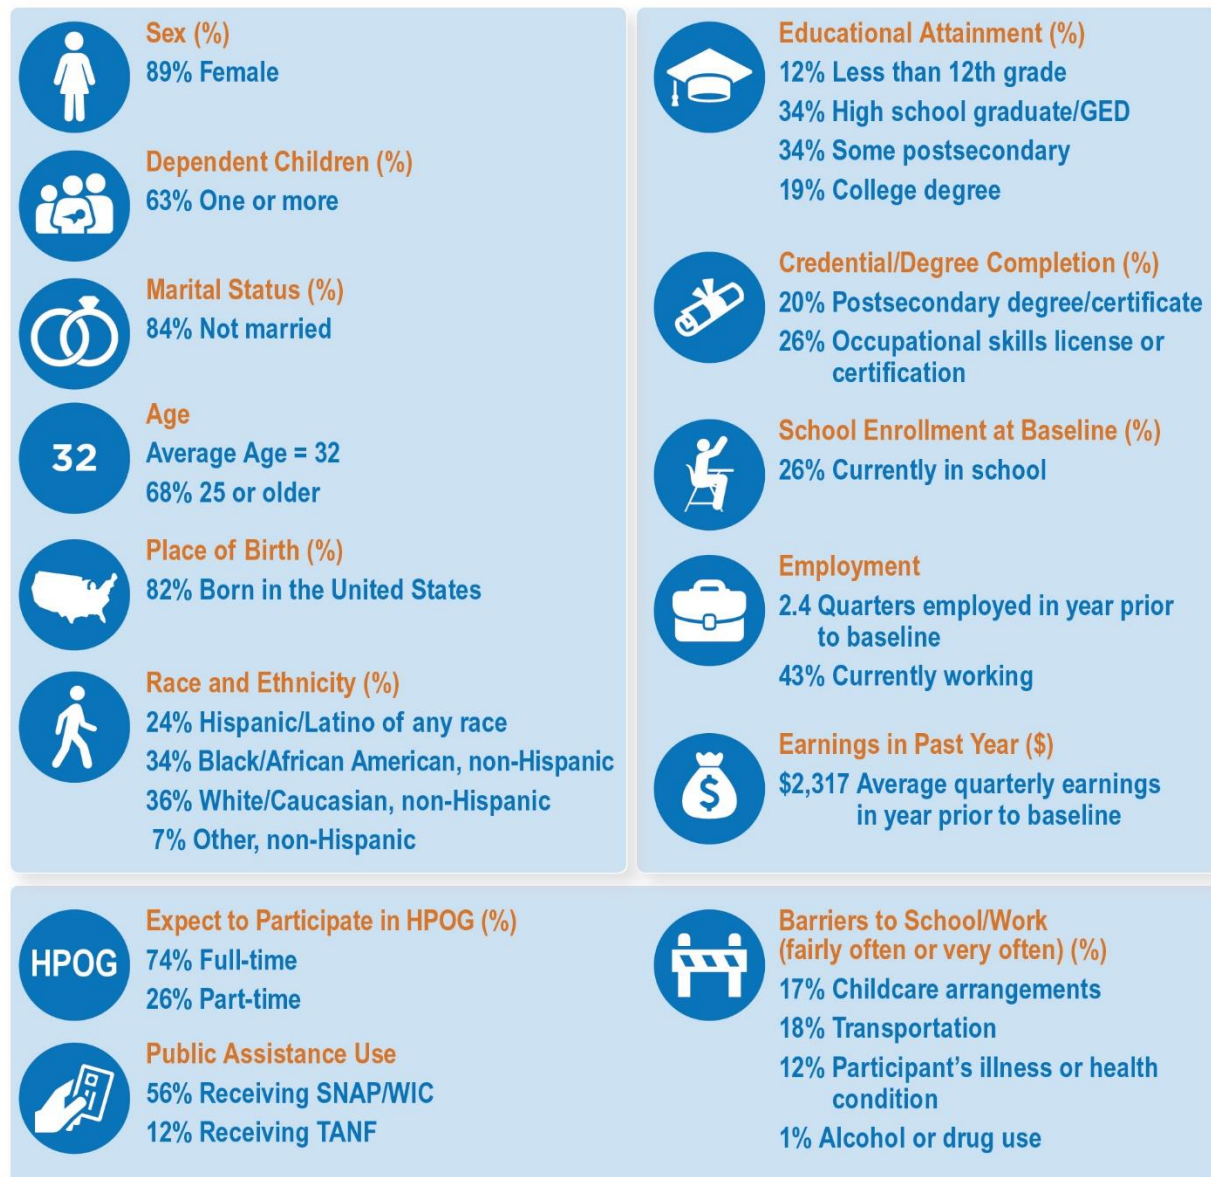 Sex (%)
89% Female
Dependent Children (%)
63% One or more
Marital Status (%)
84% Not married
32
Age
Average Age = 32
68% 25 or older
Place of Birth (%)
82% Born in the United States
Race and Ethnicity (%)
24% Hispanic/Latino of any race
34% Black/African American, non-Hispanic
36% White/Caucasian, non-Hispanic
7% Other, non-Hispanic
Educational Attainment (%)
12% Less than 12th grade
34% High school graduate/GED
34% Some postsecondary
19% College degree
Credential/Degree Completion (%)
20% Postsecondary degree/certificate
26% Occupational skills license or
certification
School Enrollment at Baseline (%)
26% Currently in school
Employment
2.4 Quarters employed in year prior
to baseline
43% Currently working
$
Earnings in Past Year ($)
$2,317 Average quarterly earnings
in year prior to baseline
HPOG
Expect to Participate in HPOG (%)
74% Full-time
26% Part-time
Public Assistance Use
56% Receiving SNAP/WIC
12% Receiving TANF
Barriers to School/Work
(fairly often or very often) (%)
17% Childcare arrangements
18% Transportation
12% Participant's illness or health
condition
1% Alcohol or drug use